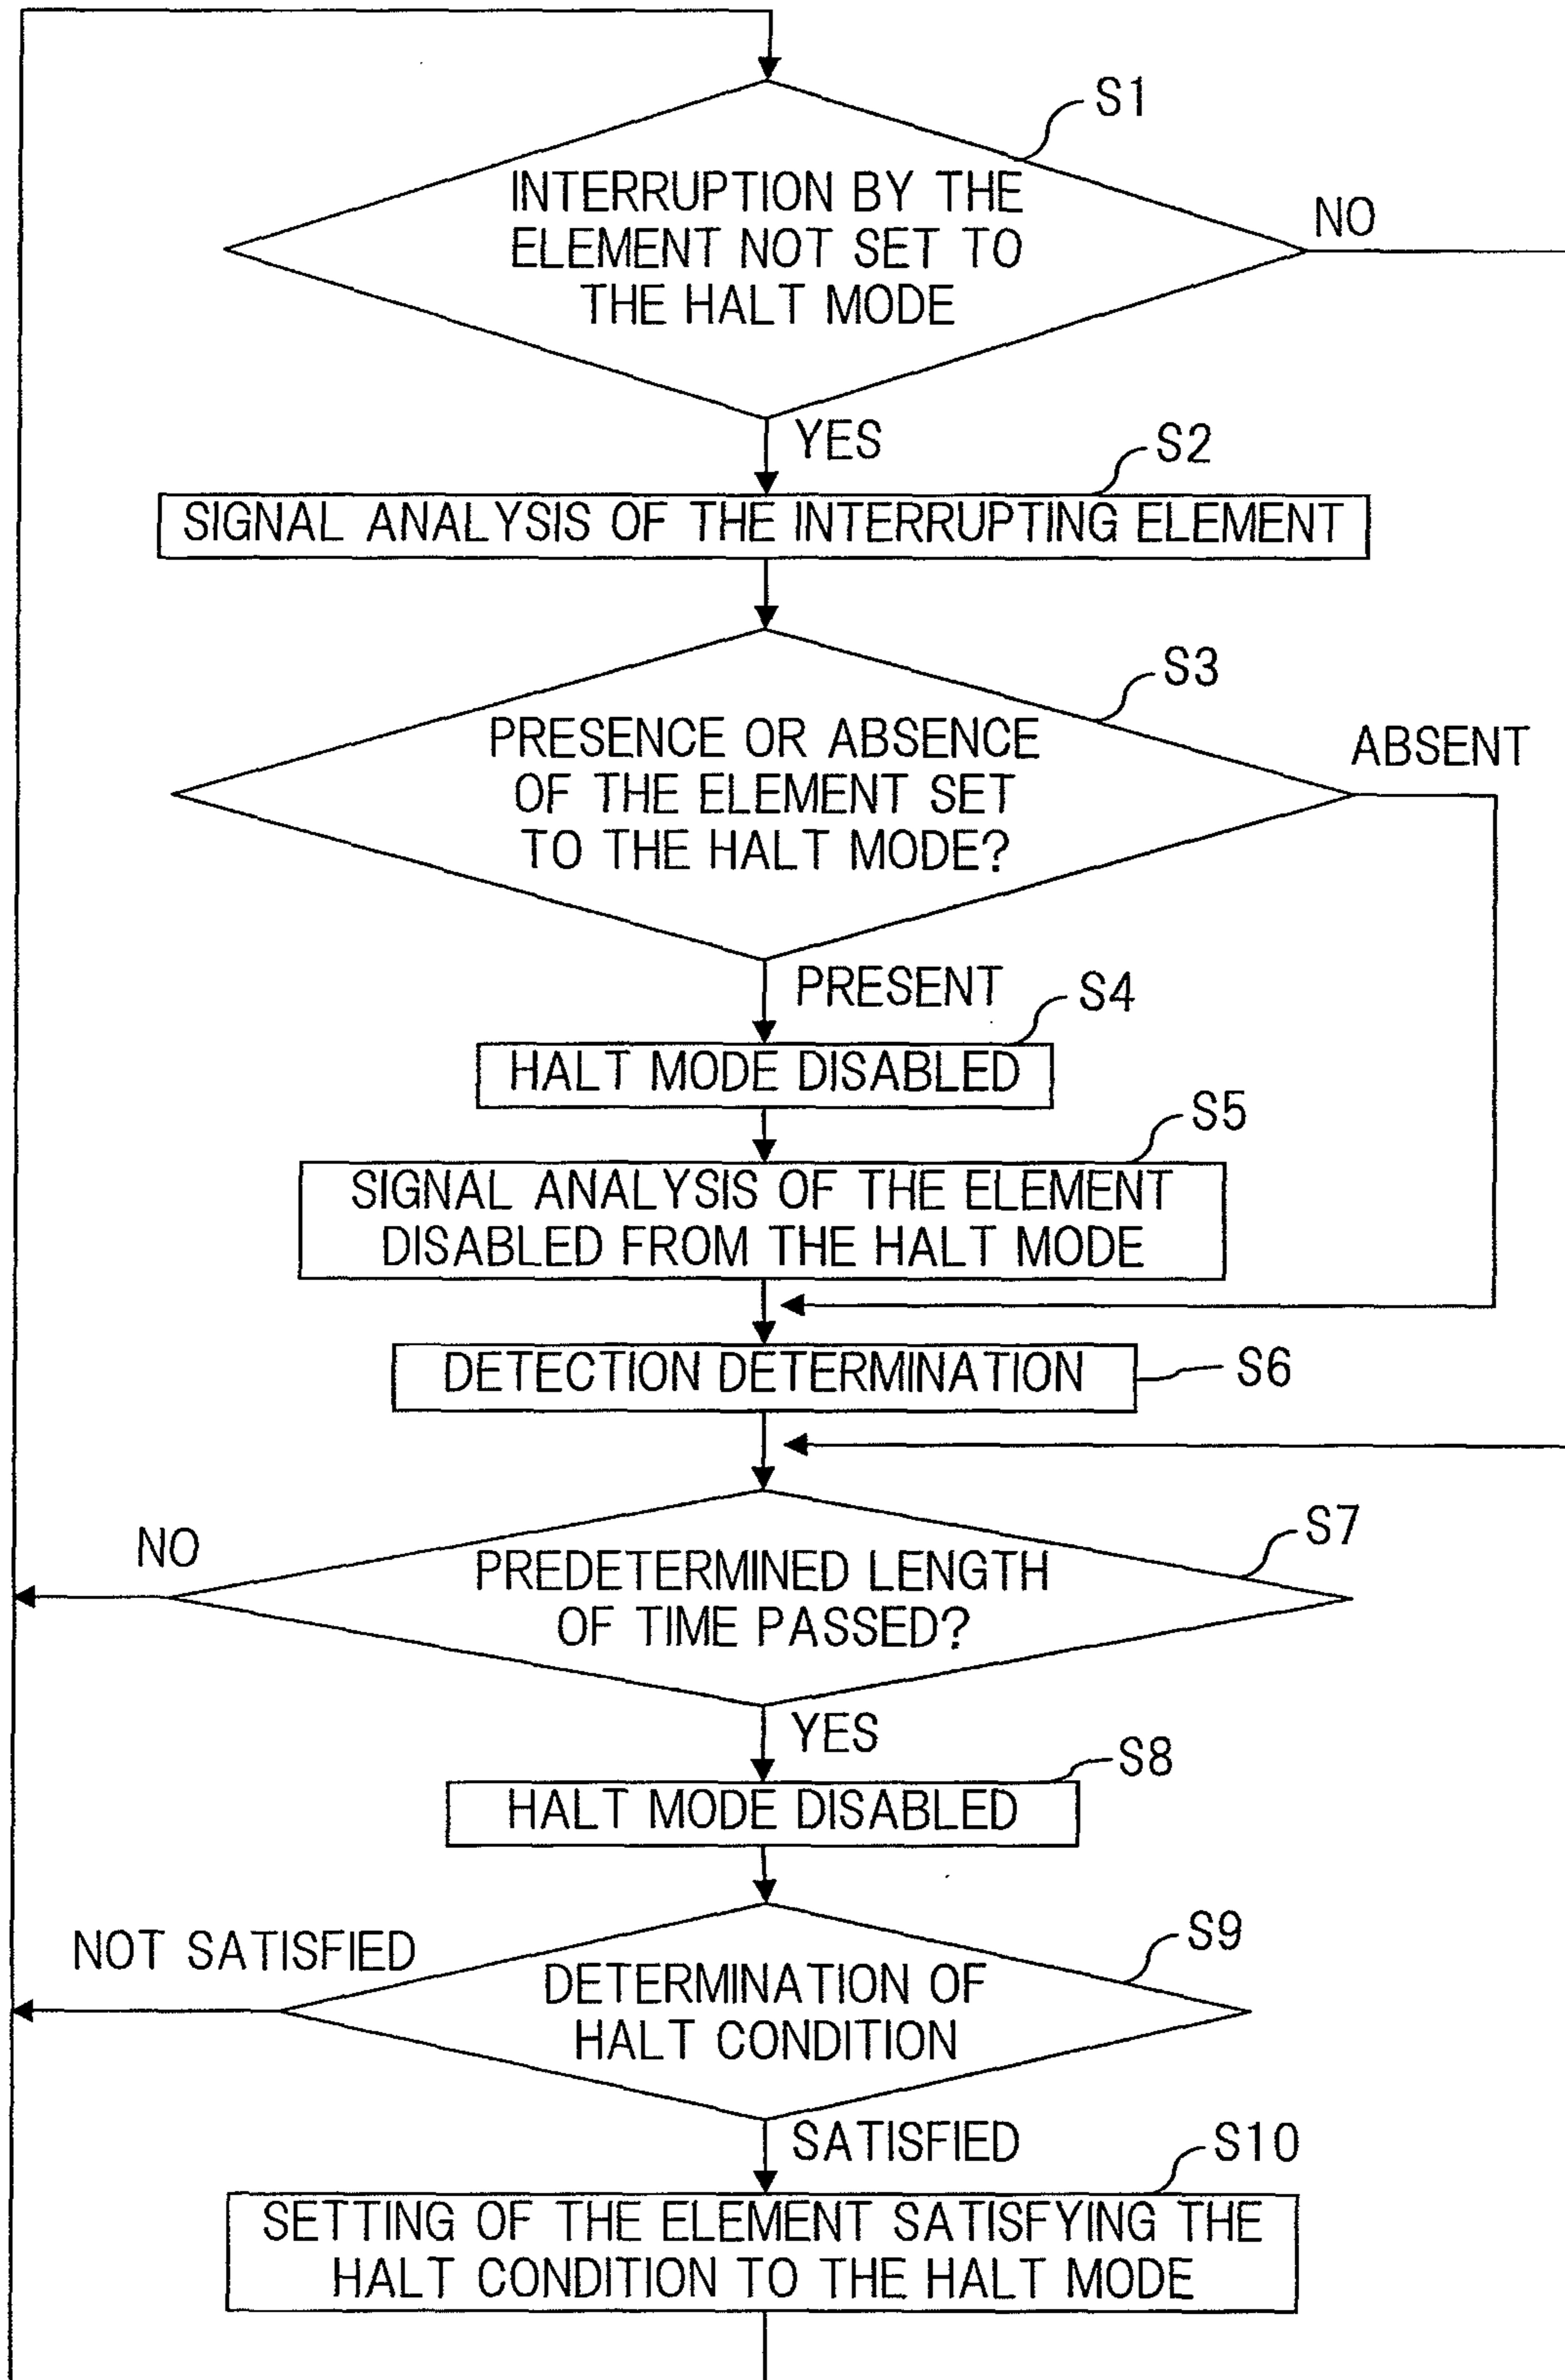 S1
INTERRUPTION BY THE
ELEMENT NOT SET TO
THE HALT MODE
NO
YES
S2
SIGNAL ANALYSIS OF THE INTERRUPTING ELEMENT
S3
PRESENCE OR ABSENCE
OF THE ELEMENT SET
TO THE HALT MODE?
ABSENT
PRESENT
S4
HALT MODE DISABLED
S5
SIGNAL ANALYSIS OF THE ELEMENT
DISABLED FROM THE HALT MODE
DETECTION DETERMINATION
S6
S7
NO
PREDETERMINED LENGTH
OF TIME PASSED?
YES
S8
HALT MODE DISABLED
S9
NOT SATISFIED
DETERMINATION OF
HALT CONDITION
SATISFIED
S10
SETTING OF THE ELEMENT SATISFYING THE
HALT CONDITION TO THE HALT MODE